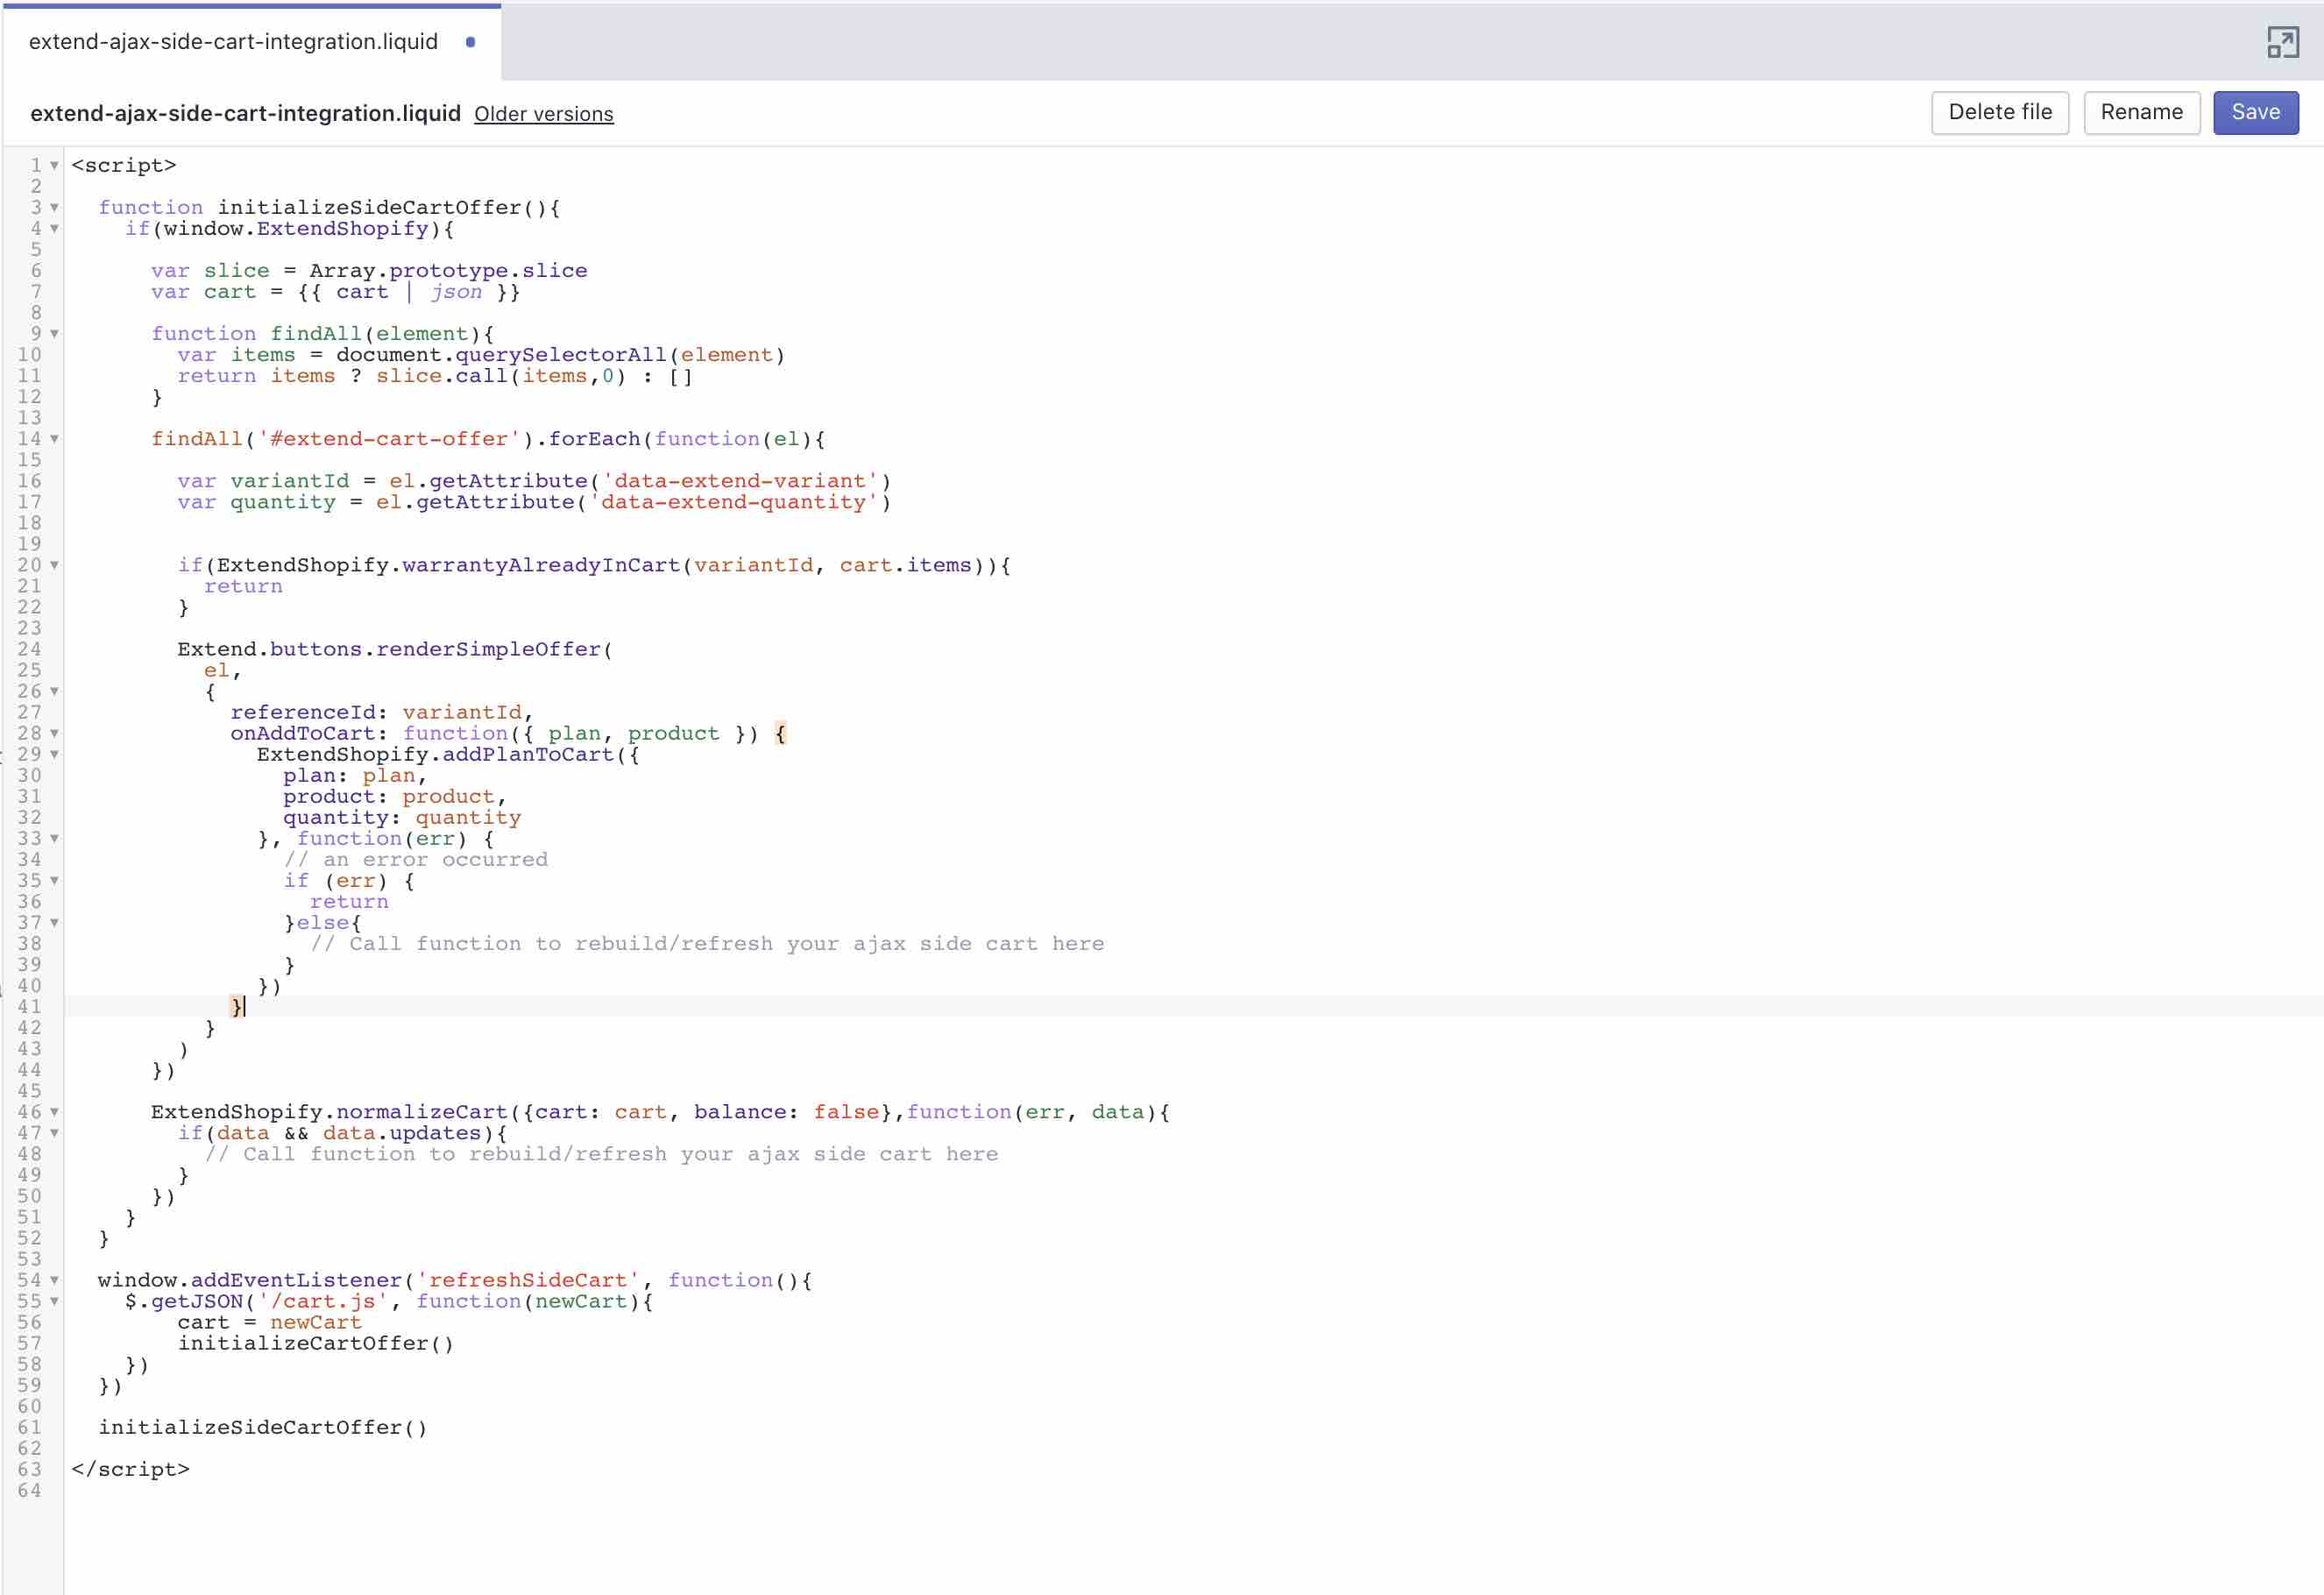 extend-ajax-side-cart-integration.liquid
extend-ajax-side-cart-integration.liquid Older versions Delete file Rename Save
1 <script>
2
3 function initializeSideCartOffer(){
4 if(window.ExtendShopify){
5
6 var slice = Array.prototype.slice
7 var cart = {{ cart | json }}
8
9 function findAll(element){
10 var items = document.querySelectorAll(element)
11 return items ? slice.call(items,0) : []
12 }
13
14 findAll('#extend-cart-offer').forEach(function(el){
15
16 var variantId = el.getAttribute('data-extend-variant')
17 var quantity = el.getAttribute('data-extend-quantity')
18
19
20 if(ExtendShopify.warrantyAlreadyInCart(variantId, cart.items)){
21 return
22 }
23
24 Extend.buttons.renderSimpleOffer(
25 el,
26 {
27 referenceId: variantId,
28 onAddToCart: function({ plan, product }) {
29 ExtendShopify.addPlanToCart({
30 plan: plan,
31 product: product,
32 quantity: quantity
33 }, function(err) {
34 // an error occurred
35 if (err) {
36 return
37 }else{
38 // Call function to rebuild/refresh your ajax side cart here
39 }
40 })
41 }
42 }
43 )
44 })
45
46 ExtendShopify.normalizeCart({cart: cart, balance: false},function(err, data){
47 if(data && data.updates){
48 // Call function to rebuild/refresh your ajax side cart here
49 }
50 })
51 }
52 }
53
54 window.addEventListener('refreshSideCart', function(){
55 $.getJSON('/cart.js', function(newCart){
56 cart = newCart
57 initializeCartOffer()
58 })
59 })
60
61 initializeSideCartOffer()
62
63 </script>
64